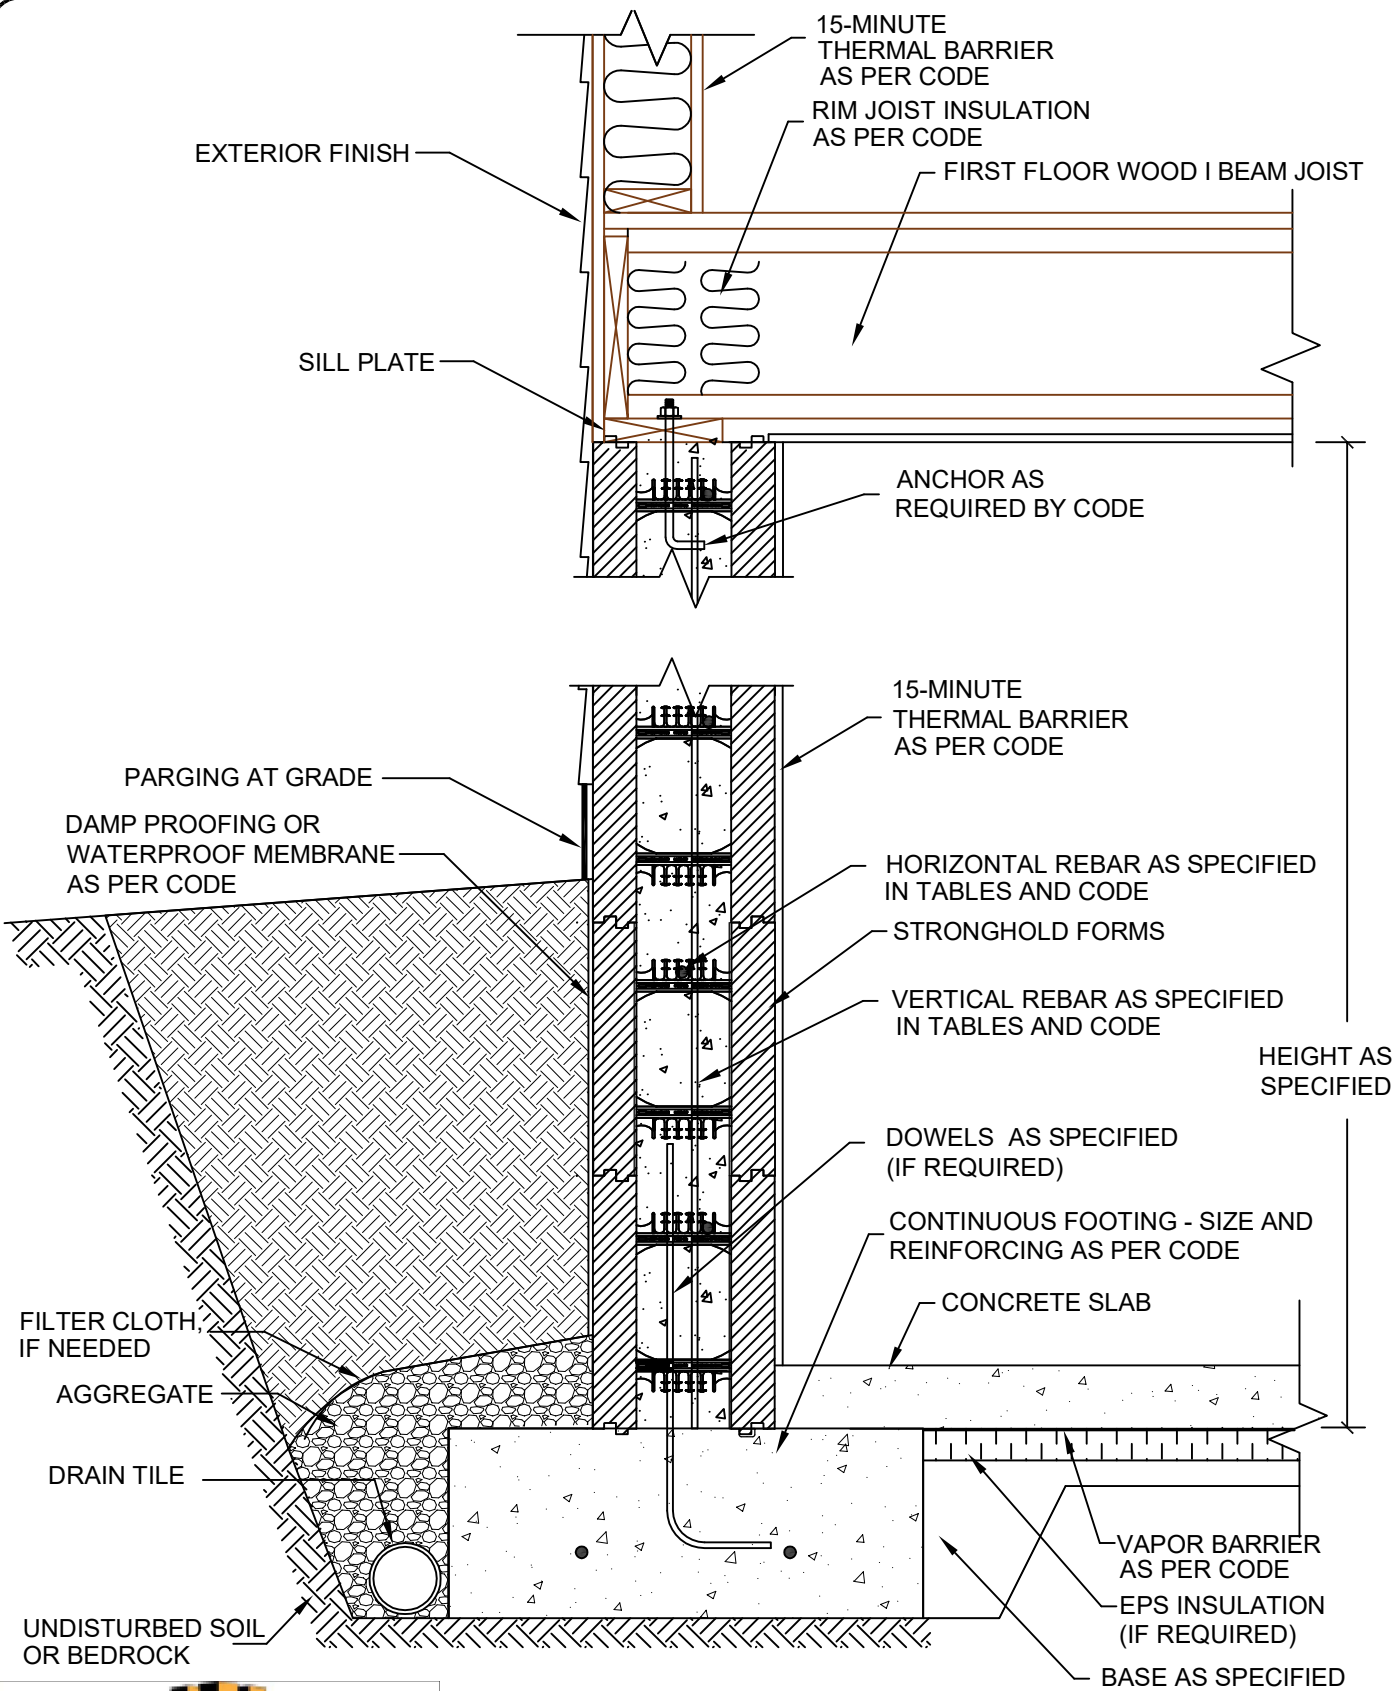 15-MINUTE
THERMAL BARRIER
AS PER CODE
RIM JOIST INSULATION
AS PER CODE
EXTERIOR FINISH
FIRST FLOOR WOOD I BEAM JOIST
SILL PLATE
ANCHOR AS
REQUIRED BY CODE
15-MINUTE
THERMAL BARRIER
AS PER CODE
PARGING AT GRADE
DAMP PROOFING OR
WATERPROOF MEMBRANE
AS PER CODE
HORIZONTAL REBAR AS SPECIFIED
IN TABLES AND CODE
STRONGHOLD FORMS
VERTICAL REBAR AS SPECIFIED
IN TABLES AND CODE
HEIGHT AS
SPECIFIED
DOWELS AS SPECIFIED
(IF REQUIRED)
CONTINUOUS FOOTING - SIZE AND
REINFORCING AS PER CODE
CONCRETE SLAB
FILTER CLOTH,
IF NEEDED
AGGREGATE
DRAIN TILE
VAPOR BARRIER
AS PER CODE
EPS INSULATION
(IF REQUIRED)
UNDISTURBED SOIL
OR BEDROCK
BASE AS SPECIFIED